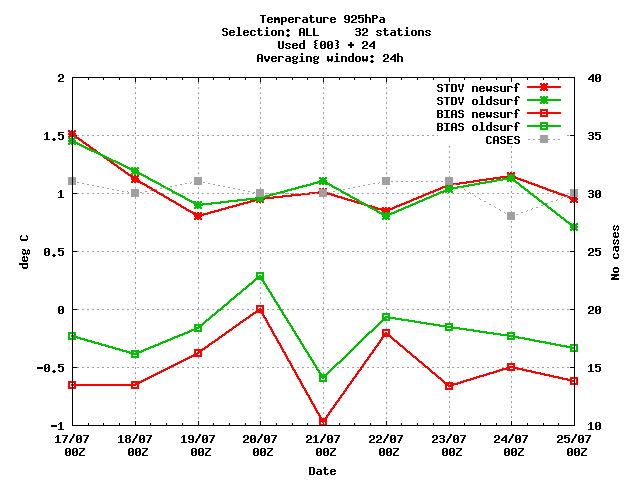 Temperature 925hPa
Selection: ALL     32 stations
Used {00} + 24
Averaging window: 24h
STDV newsurf
STDV oldsurf
BIAS newsurf
BIAS oldsurf
CASES
2
1.5
1
0.5
0
-0.5
-1
deg C
40
35
30
25
20
15
10
No cases
17/07 18/07 19/07 20/07 21/07 22/07 23/07 24/07 25/07
00Z 00Z 00Z 00Z 00Z 00Z 00Z 00Z 00Z
Date